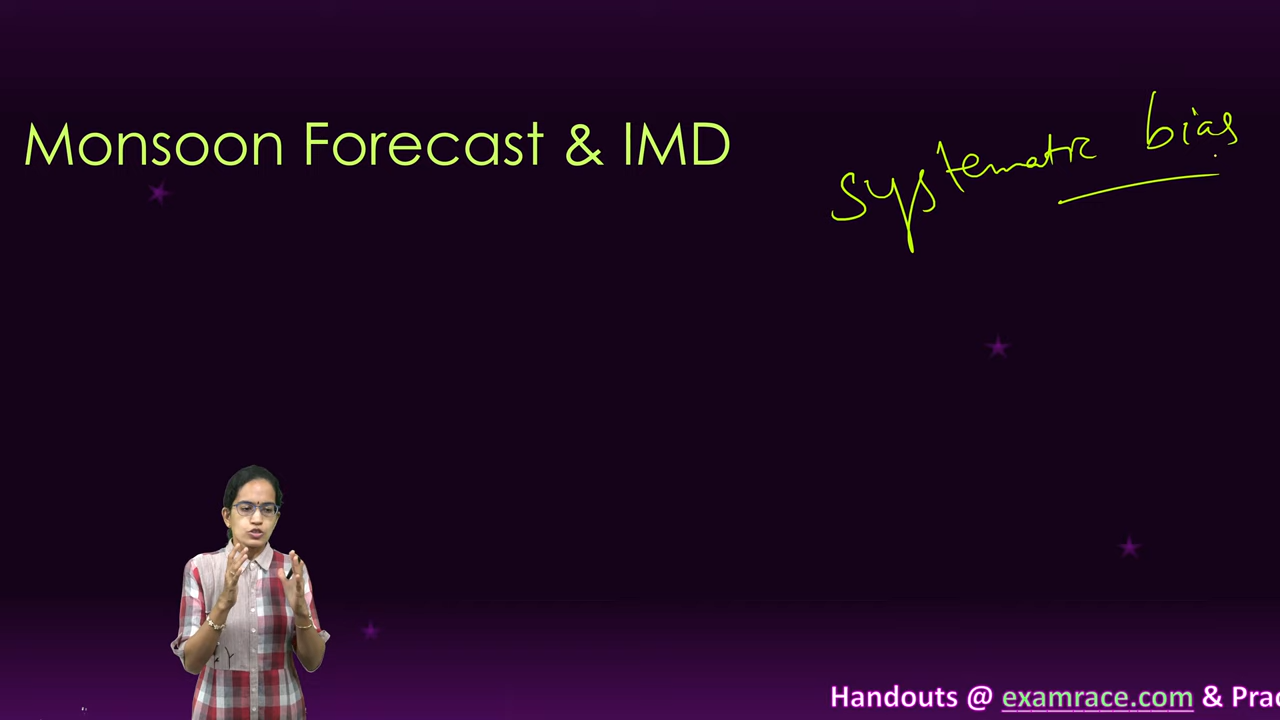 Monsoon Forecast & IMD
systematic bias
Handouts @ examrace.com & Prac